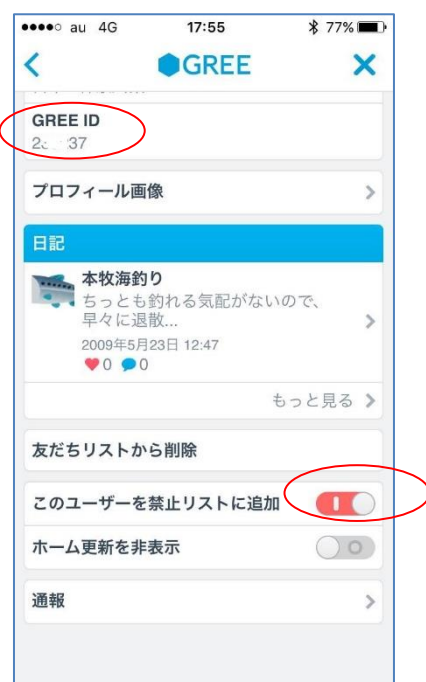 au 4G 17:55 77%
GREE
GREE ID
37
プロフィール画像
日記
本牧海釣り
ちっとも釣れる気配がないので、
早々に退散...
2009年5月23日 12:47
0 0
もっと見る
友だちリストから削除
このユーザーを禁止リストに追加
ホーム更新を非表示
通報